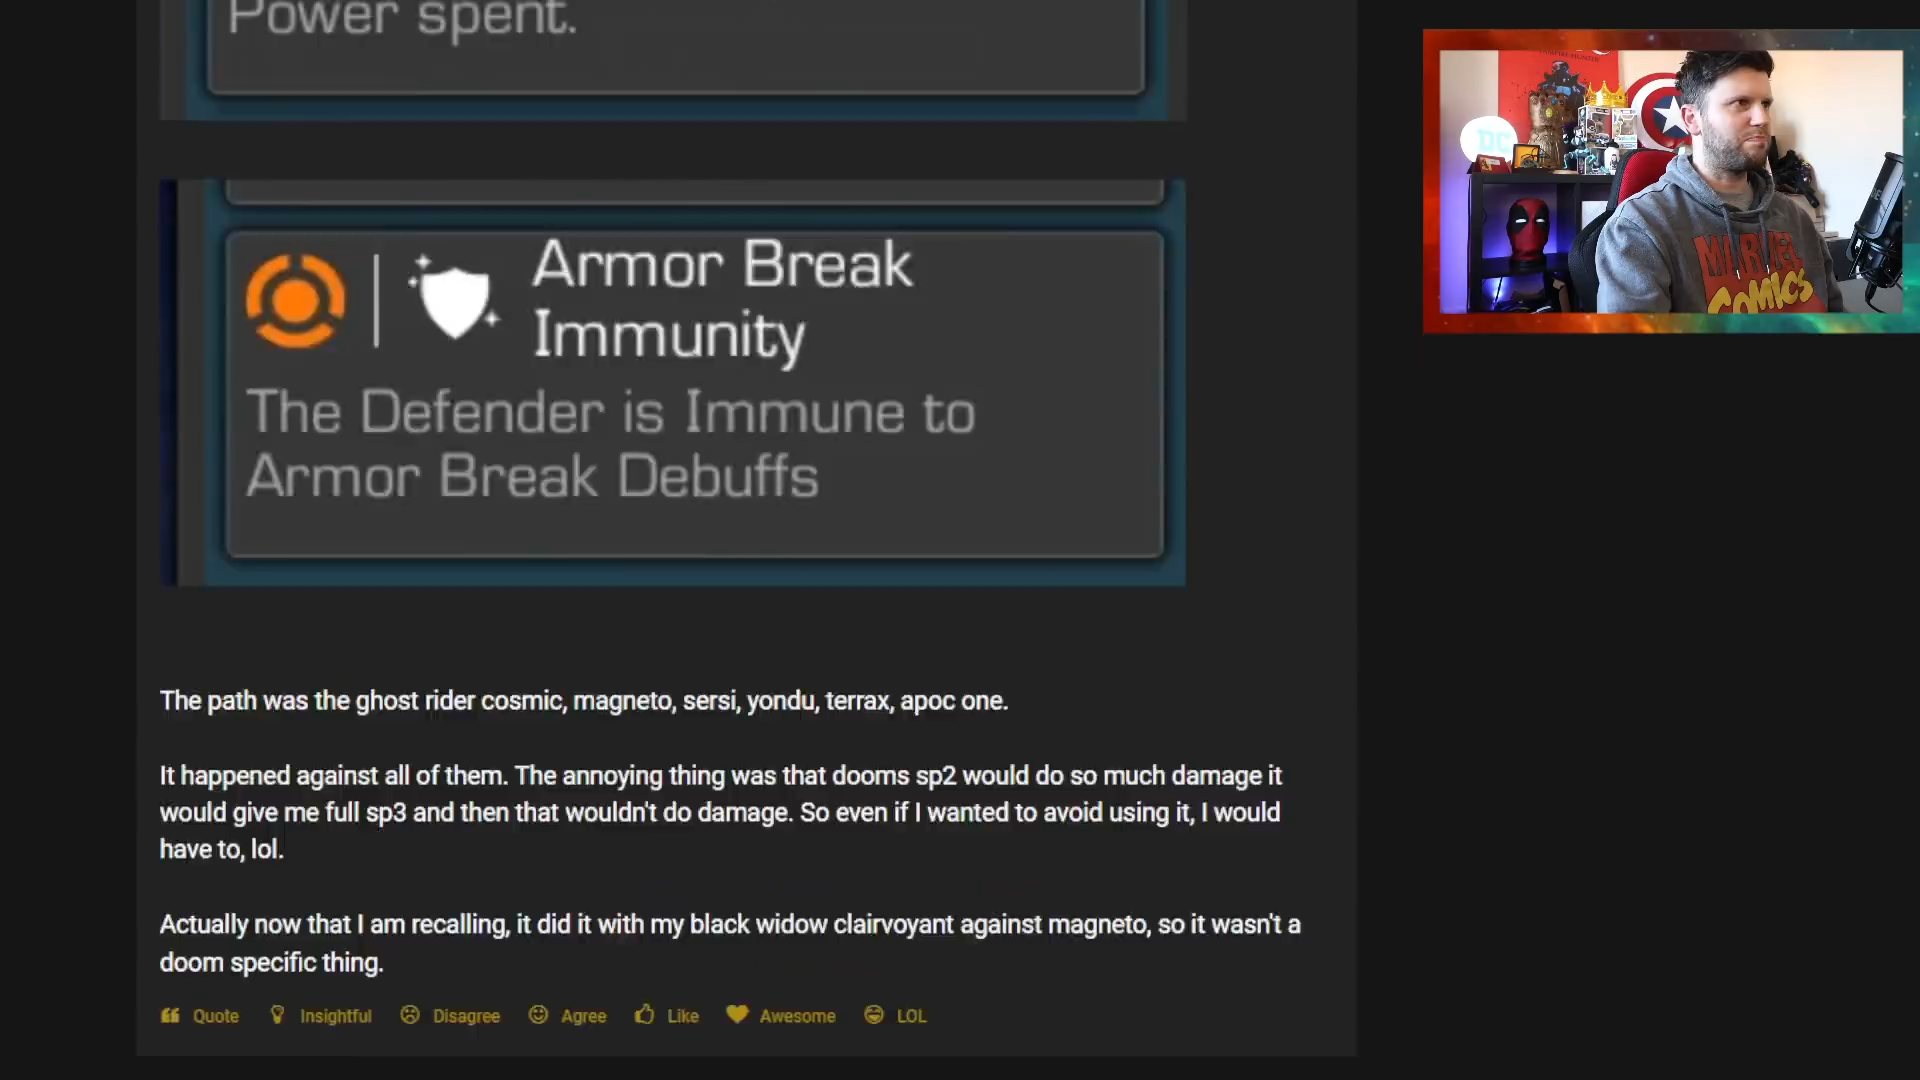 Power spent.
Armor Break
Immunity
The Defender is Immune to
Armor Break Debuffs
The path was the ghost rider cosmic, magneto, sersi, yondu, terrax, apoc one.
It happened against all of them. The annoying thing was that dooms sp2 would do so much damage it
would give me full sp3 and then that wouldn't do damage. So even if I wanted to avoid using it, I would
have to, lol.
Actually now that I am recalling, it did it with my black widow clairvoyant against magneto, so it wasn't a
doom specific thing.
Quote Insightful Disagree Agree Like Awesome LOL
DC
MARVEL
COMICS